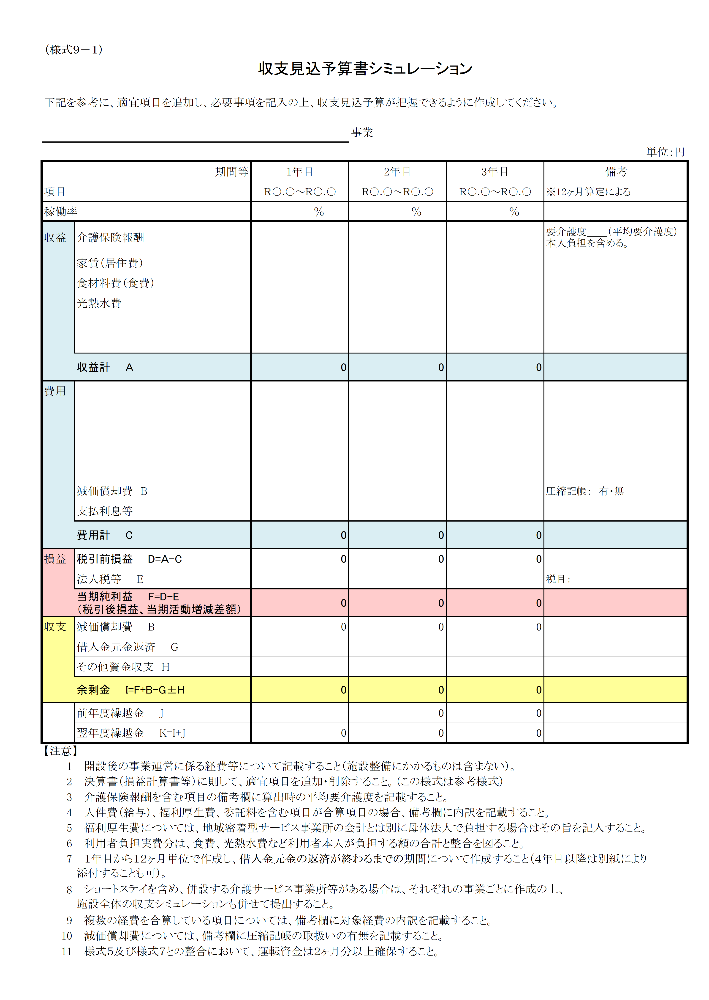 （様式９－１）
収支見込予算書シミュレーション
下記を参考に、適宜項目を追加し、必要事項を記入の上、収支見込予算が把握できるように作成してください。
事業
単位：円
期間等 1年目 2年目 3年目 備考
項目 R○.○～R○.○ R○.○～R○.○ R○.○～R○.○ ※12ヶ月算定による
稼働率 % % %
収益 介護保険報酬 要介護度____（平均要介護度）
本人負担を含める。
家賃（居住費）
食材料費（食費）
光熱水費
収益計 A 0 0 0
費用
減価償却費 B 圧縮記帳： 有・無
支払利息等
費用計 C 0 0 0
損益 税引前損益 D=A-C 0 0 0
法人税等 E 税目：
当期純利益 F=D-E
（税引後損益、当期活動増減差額） 0 0 0
収支 減価償却費 B 0 0 0
借入金元金返済 G
その他資金収支 H
余剰金 I=F+B-G±H 0 0 0
前年度繰越金 J 0 0
翌年度繰越金 K=I+J 0 0 0
【注意】
1 開設後の事業運営に係る経費等について記載すること（施設整備にかかるものは含まない）。
2 決算書（損益計算書等）に則して、適宜項目を追加・削除すること。（この様式は参考様式）
3 介護保険報酬を含む項目の備考欄に算出時の平均要介護度を記載すること。
4 人件費（給与）、福利厚生費、委託料を含む項目が合算項目の場合、備考欄に内訳を記載すること。
5 福利厚生費については、地域密着型サービス事業所の会計とは別に母体法人で負担する場合はその旨を記入すること。
6 利用者負担実費分は、食費、光熱水費など利用者本人が負担する額の合計と整合を図ること。
7 １年目から１２ヶ月単位で作成し、借入金元金の返済が終わるまでの期間について作成すること（４年目以降は別紙により
添付することも可）。
8 ショートステイを含め、併設する介護サービス事業所等がある場合は、それぞれの事業ごとに作成の上、
施設全体の収支シミュレーションも併せて提出すること。
9 複数の経費を合算している項目については、備考欄に対象経費の内訳を記載すること。
10 減価償却費については、備考欄に圧縮記帳の取扱いの有無を記載すること。
11 様式５及び様式７との整合において、運転資金は２ヶ月分以上確保すること。